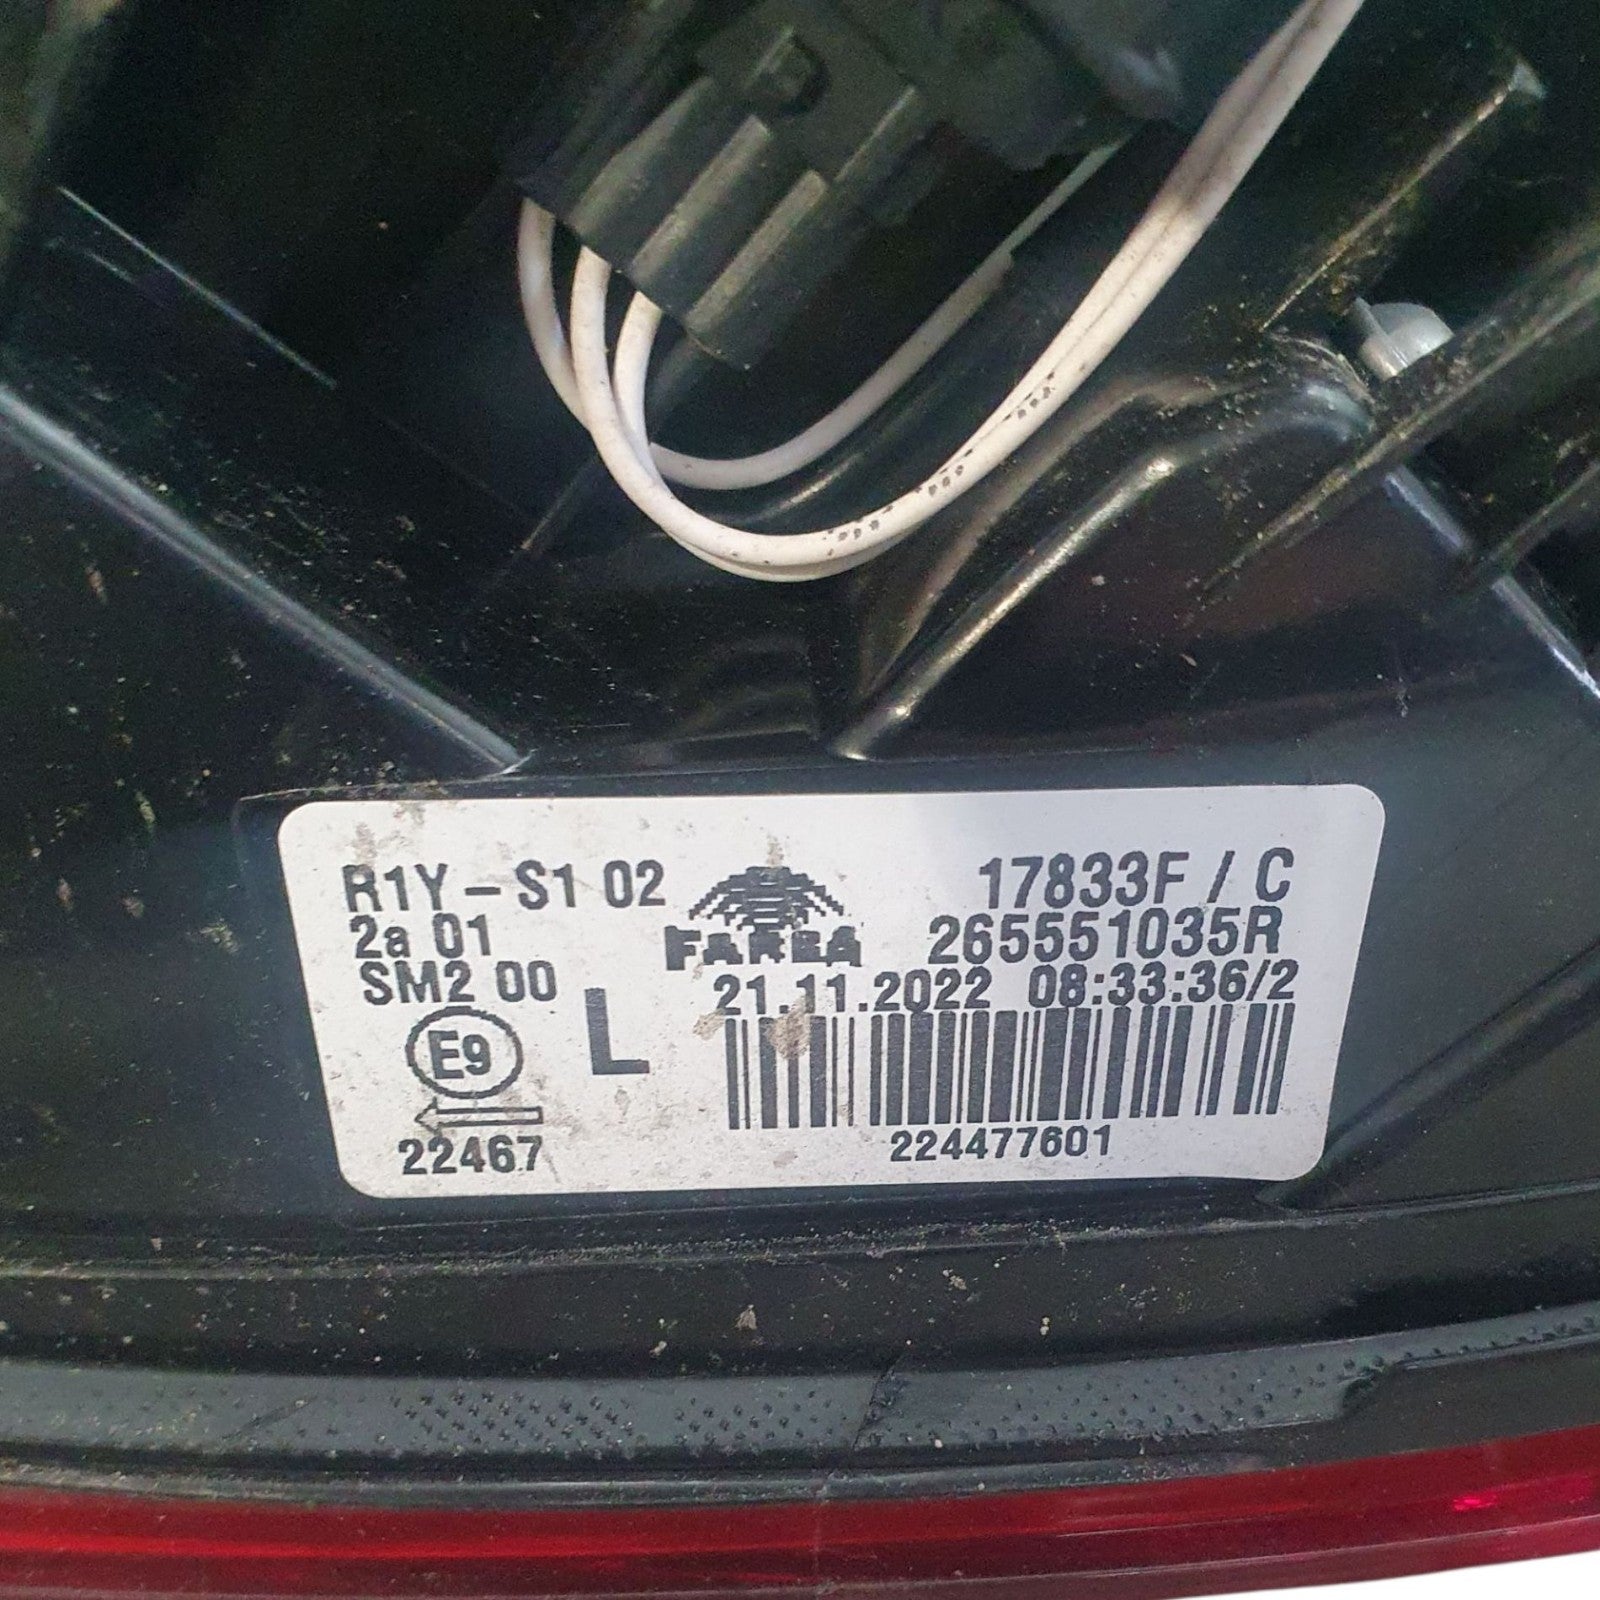 R1Y-S1 02
2a 01
SM2 00
E9
22467
L
FARBA
17833F / C
265551035R
21.11.2022 08:33:36/2
224477601